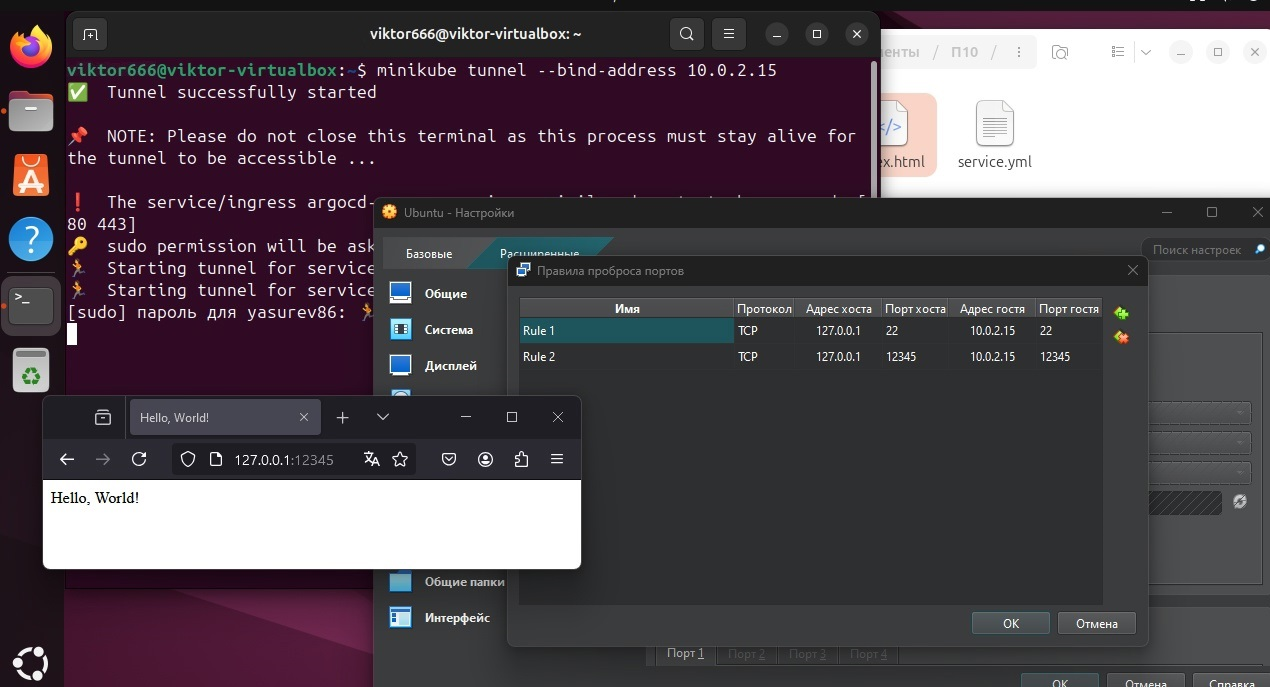 viktor666@viktor-virtualbox: ~
viktor666@viktor-virtualbox:~$ minikube tunnel --bind-address 10.0.2.15
✅ Tunnel successfully started
📌 NOTE: Please do not close this terminal as this process must stay alive for
the tunnel to be accessible ...
❗ The service/ingress argocd-
80 443]
🔑 sudo permission will be ask
🏃 Starting tunnel for service
🏃 Starting tunnel for service
[sudo] пароль для yasurev86: 🏃
енты / П10 /
ex.html
service.yml
Ubuntu - Настройки
Базовые
Расширенные
Поиск настроек
Общие
Система
Дисплей
Общие папки
Интерфейс
Правила проброса портов
Имя Протокол Адрес хоста Порт хоста Адрес гостя Порт гостя
Rule 1 TCP 127.0.0.1 22 10.0.2.15 22
Rule 2 TCP 127.0.0.1 12345 10.0.2.15 12345
OK Отмена
Порт 1 Порт 2 Порт 3 Порт 4
OK Отмена Справка
Hello, World!
127.0.0.1:12345
Hello, World!